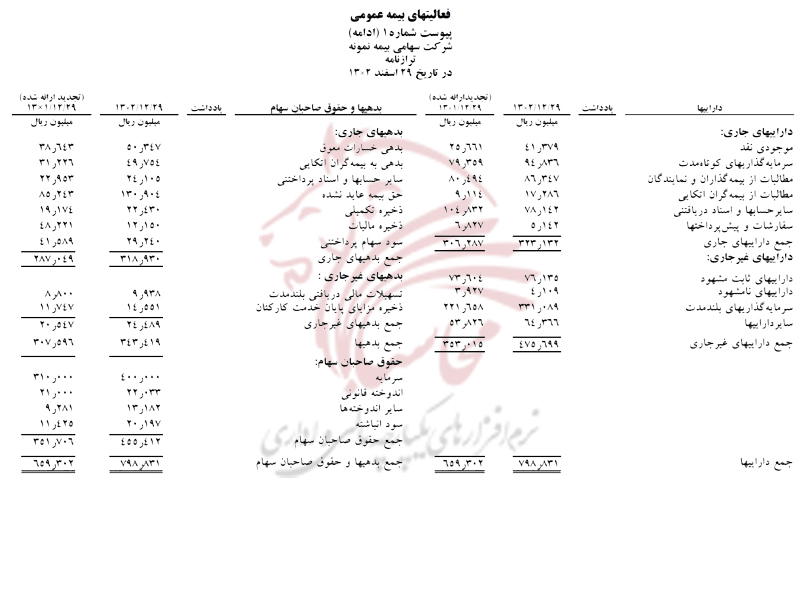 فعالیتهای بیمه عمومی
پیوست شماره ۱ (ادامه)
شرکت سهامی بیمه نمونه
ترازنامه
در تاریخ ۲۹ اسفند ۱۳۰۲
(تجدیدارائه شده) (تجدید ارائه شده)
داراییها یادداشت ۱۳۰۲/۱۲/۲۹ ۱۳۰۱/۱۲/۲۹ بدهیها و حقوق صاحبان سهام یادداشت ۱۳۰۲/۱۲/۲۹ ۱۳×۱/۱۲/۲۹
میلیون ریال میلیون ریال میلیون ریال میلیون ریال
داراییهای جاری: بدهیهای جاری:
موجودی نقد ۴۱٫۳۷۹ ۲۵٫۶۶۱ بدهی خسارات معوق ۵۰٫۳۴۷ ۳۸٫۶۴۳
سرمایه‌گذاریهای کوتاه‌مدت ۹۴٫۸۳۶ ۷۹٫۳۵۹ بدهی به بیمه‌گران اتکایی ۴۹٫۷۵۴ ۳۱٫۲۲۶
مطالبات از بیمه‌گذاران و نمایندگان ۸۶٫۳۴۷ ۸۰٫۴۹۴ سایر حسابها و اسناد پرداختنی ۲۴٫۱۰۵ ۲۲٫۹۵۳
مطالبات از بیمه‌گران اتکایی ۱۷٫۲۸۶ ۹٫۱۱۴ حق بیمه عاید نشده ۱۳۰٫۹۰۴ ۸۵٫۲۴۳
سایرحسابها و اسناد دریافتنی ۷۸٫۱۴۲ ۱۰۴٫۸۳۲ ذخیره تکمیلی ۲۲٫۴۳۰ ۱۹٫۱۷۴
سفارشات و پیش‌پرداختها ۵٫۱۴۲ ۶٫۸۲۷ ذخیره مالیات ۱۲٫۱۵۰ ۴۸٫۲۲۱
جمع داراییهای جاری ۳۲۳٫۱۳۲ ۳۰۶٫۲۸۷ سود سهام پرداختنی ۲۹٫۲۴۰ ۴۱٫۵۸۹
داراییهای غیرجاری: جمع بدهیهای جاری ۳۱۸٫۹۳۰ ۲۸۷٫۰۴۹
داراییهای ثابت مشهود ۷۶٫۱۳۵ ۷۳٫۶۰۴ بدهیهای غیرجاری :
داراییهای نامشهود ۴٫۱۰۹ ۳٫۹۲۷ تسهیلات مالی دریافتی بلندمدت ۹٫۹۳۸ ۸٫۸۰۰
سرمایه‌گذاریهای بلندمدت ۳۳۱٫۰۸۹ ۲۲۱٫۶۵۸ ذخیره مزایای پایان خدمت کارکنان ۱۴٫۵۵۱ ۱۱٫۷۴۷
سایرداراییها ۶۴٫۳۶۶ ۵۳٫۸۲۶ جمع بدهیهای غیرجاری ۲۴٫۴۸۹ ۲۰٫۵۴۷
جمع داراییهای غیرجاری ۴۷۵٫۶۹۹ ۳۵۳٫۰۱۵ جمع بدهیها ۳۴۳٫۴۱۹ ۳۰۷٫۵۹۶
حقوق صاحبان سهام:
سرمایه ۴۰۰٫۰۰۰ ۳۱۰٫۰۰۰
اندوخته قانونی ۲۲٫۰۳۳ ۲۱٫۰۰۰
سایر اندوخته‌ها ۱۳٫۱۸۲ ۹٫۲۸۱
سود انباشته ۲۰٫۱۹۷ ۱۱٫۴۲۵
جمع حقوق صاحبان سهام ۴۵۵٫۴۱۲ ۳۵۱٫۷۰۶
جمع داراییها ۷۹۸٫۸۳۱ ۶۵۹٫۳۰۲ جمع بدهیها و حقوق صاحبان سهام ۷۹۸٫۸۳۱ ۶۵۹٫۳۰۲